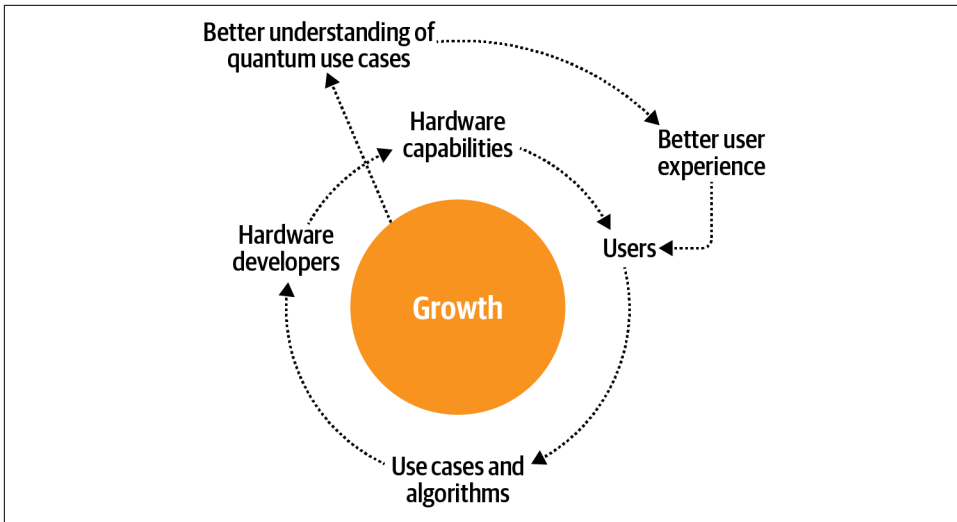 Better understanding of
quantum use cases
Hardware
capabilities
Better user
experience
Hardware
developers
Users
Growth
Use cases and
algorithms